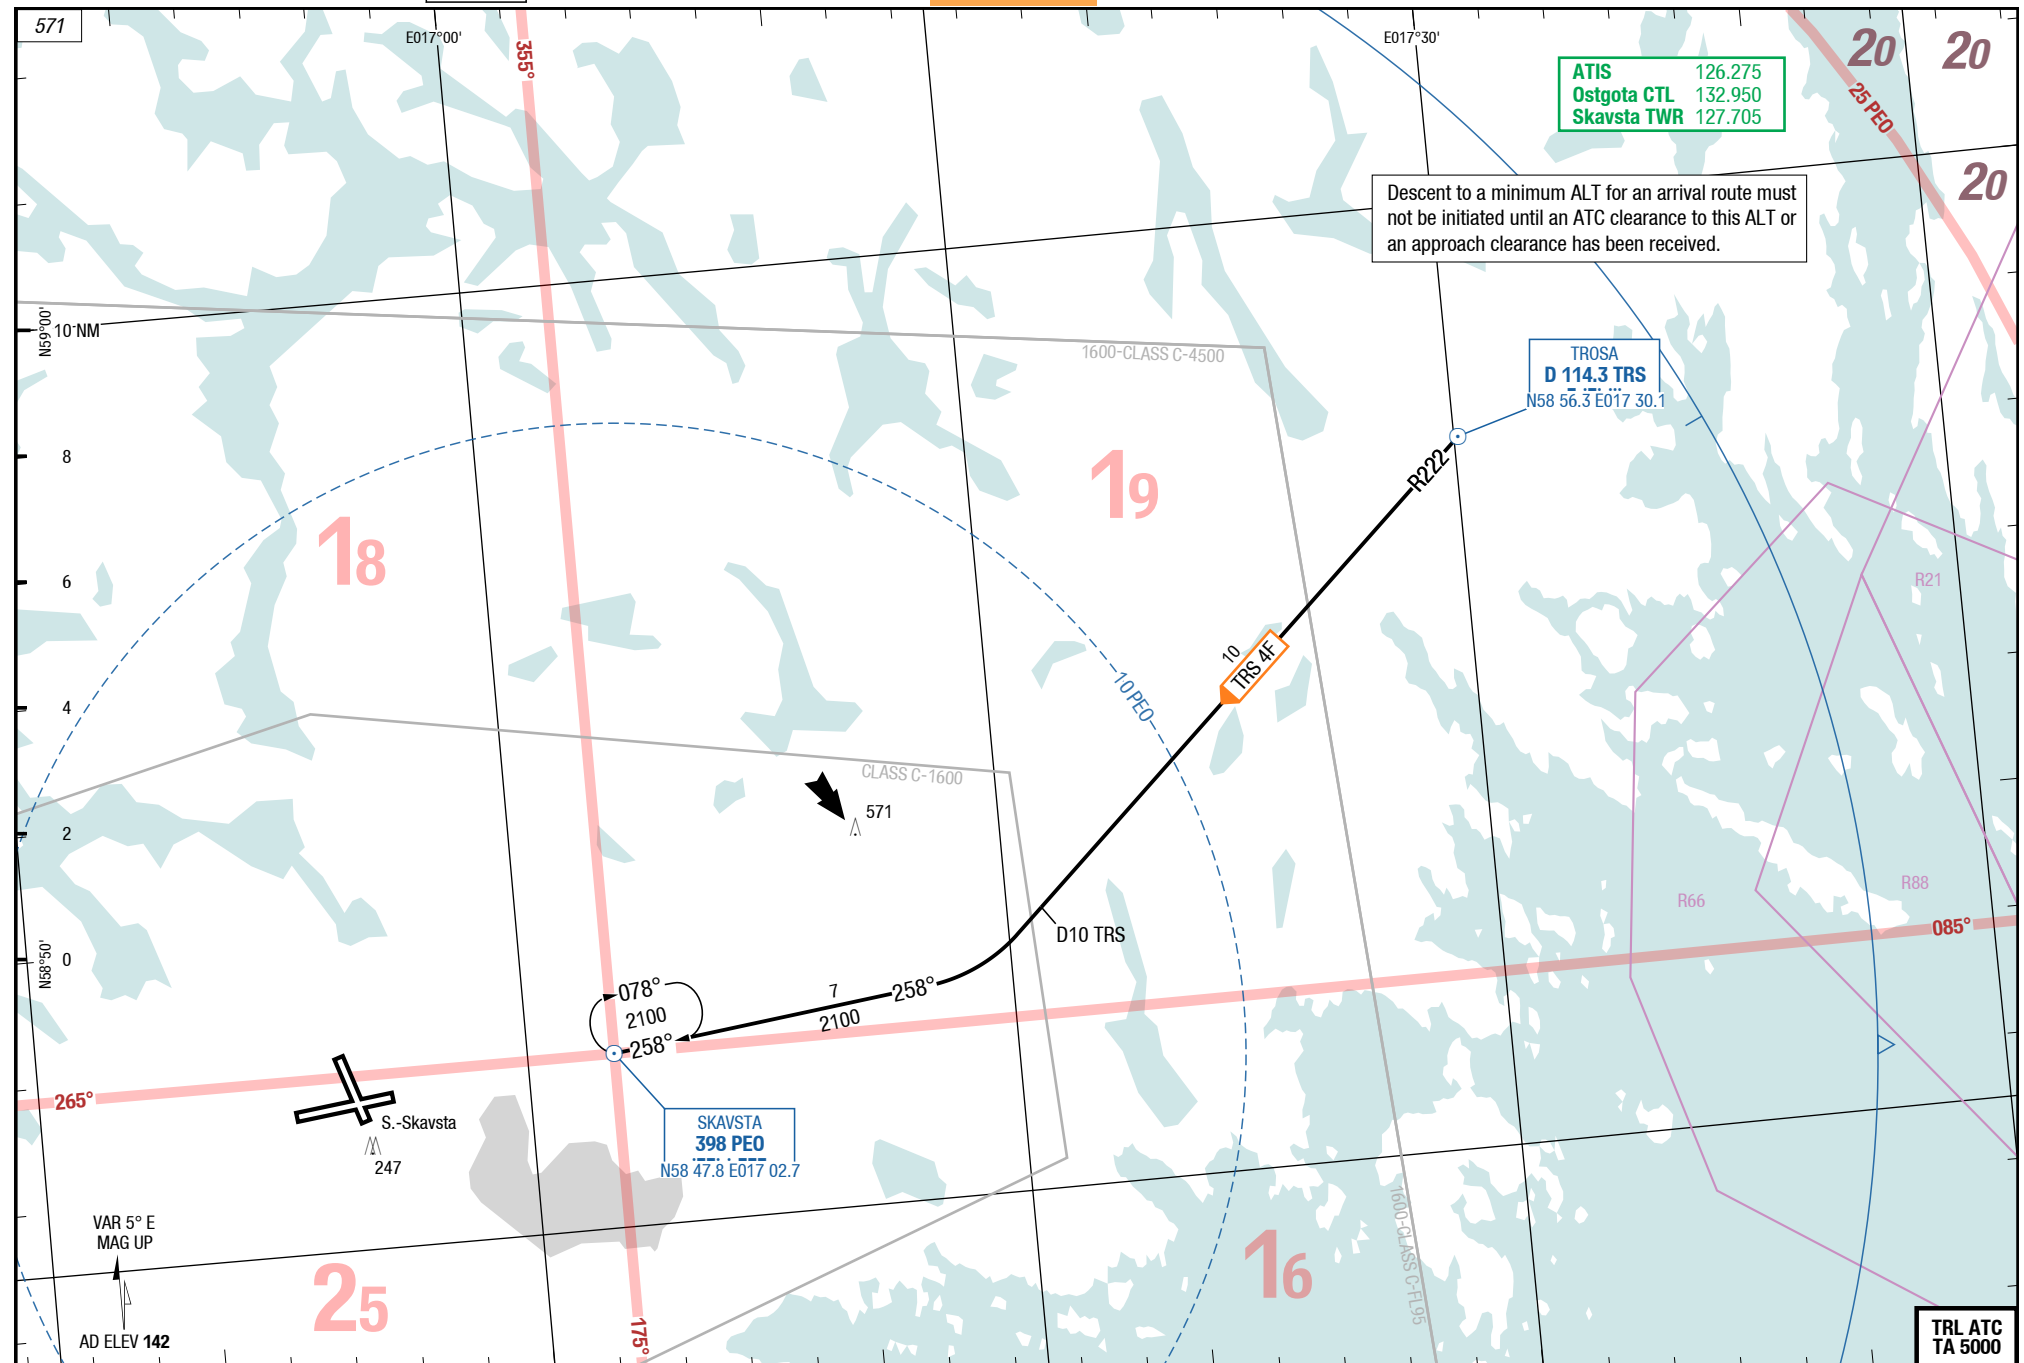 571
E017°00'
355°
E017°30'
20
20
ATIS 126.275
Ostgota CTL 132.950
Skavsta TWR 127.705
25 PEO
Descent to a minimum ALT for an arrival route must
not be initiated until an ATC clearance to this ALT or
an approach clearance has been received.
20
N59°00'
10 NM
1600-CLASS C-4500
TROSA
D 114.3 TRS
N58 56.3 E017 30.1
8
19
R222
18
6
R21
10
TRS 4F
10 PEO
4
CLASS C-1600
571
2
R88
R66
085°
D10 TRS
N58°50'
0
078°
2100
258°
7
258°
2100
265°
S.-Skavsta
247
SKAVSTA
398 PEO
N58 47.8 E017 02.7
VAR 5° E
MAG UP
1600-CLASS C-FL95
16
25
175°
AD ELEV 142
TRL ATC
TA 5000